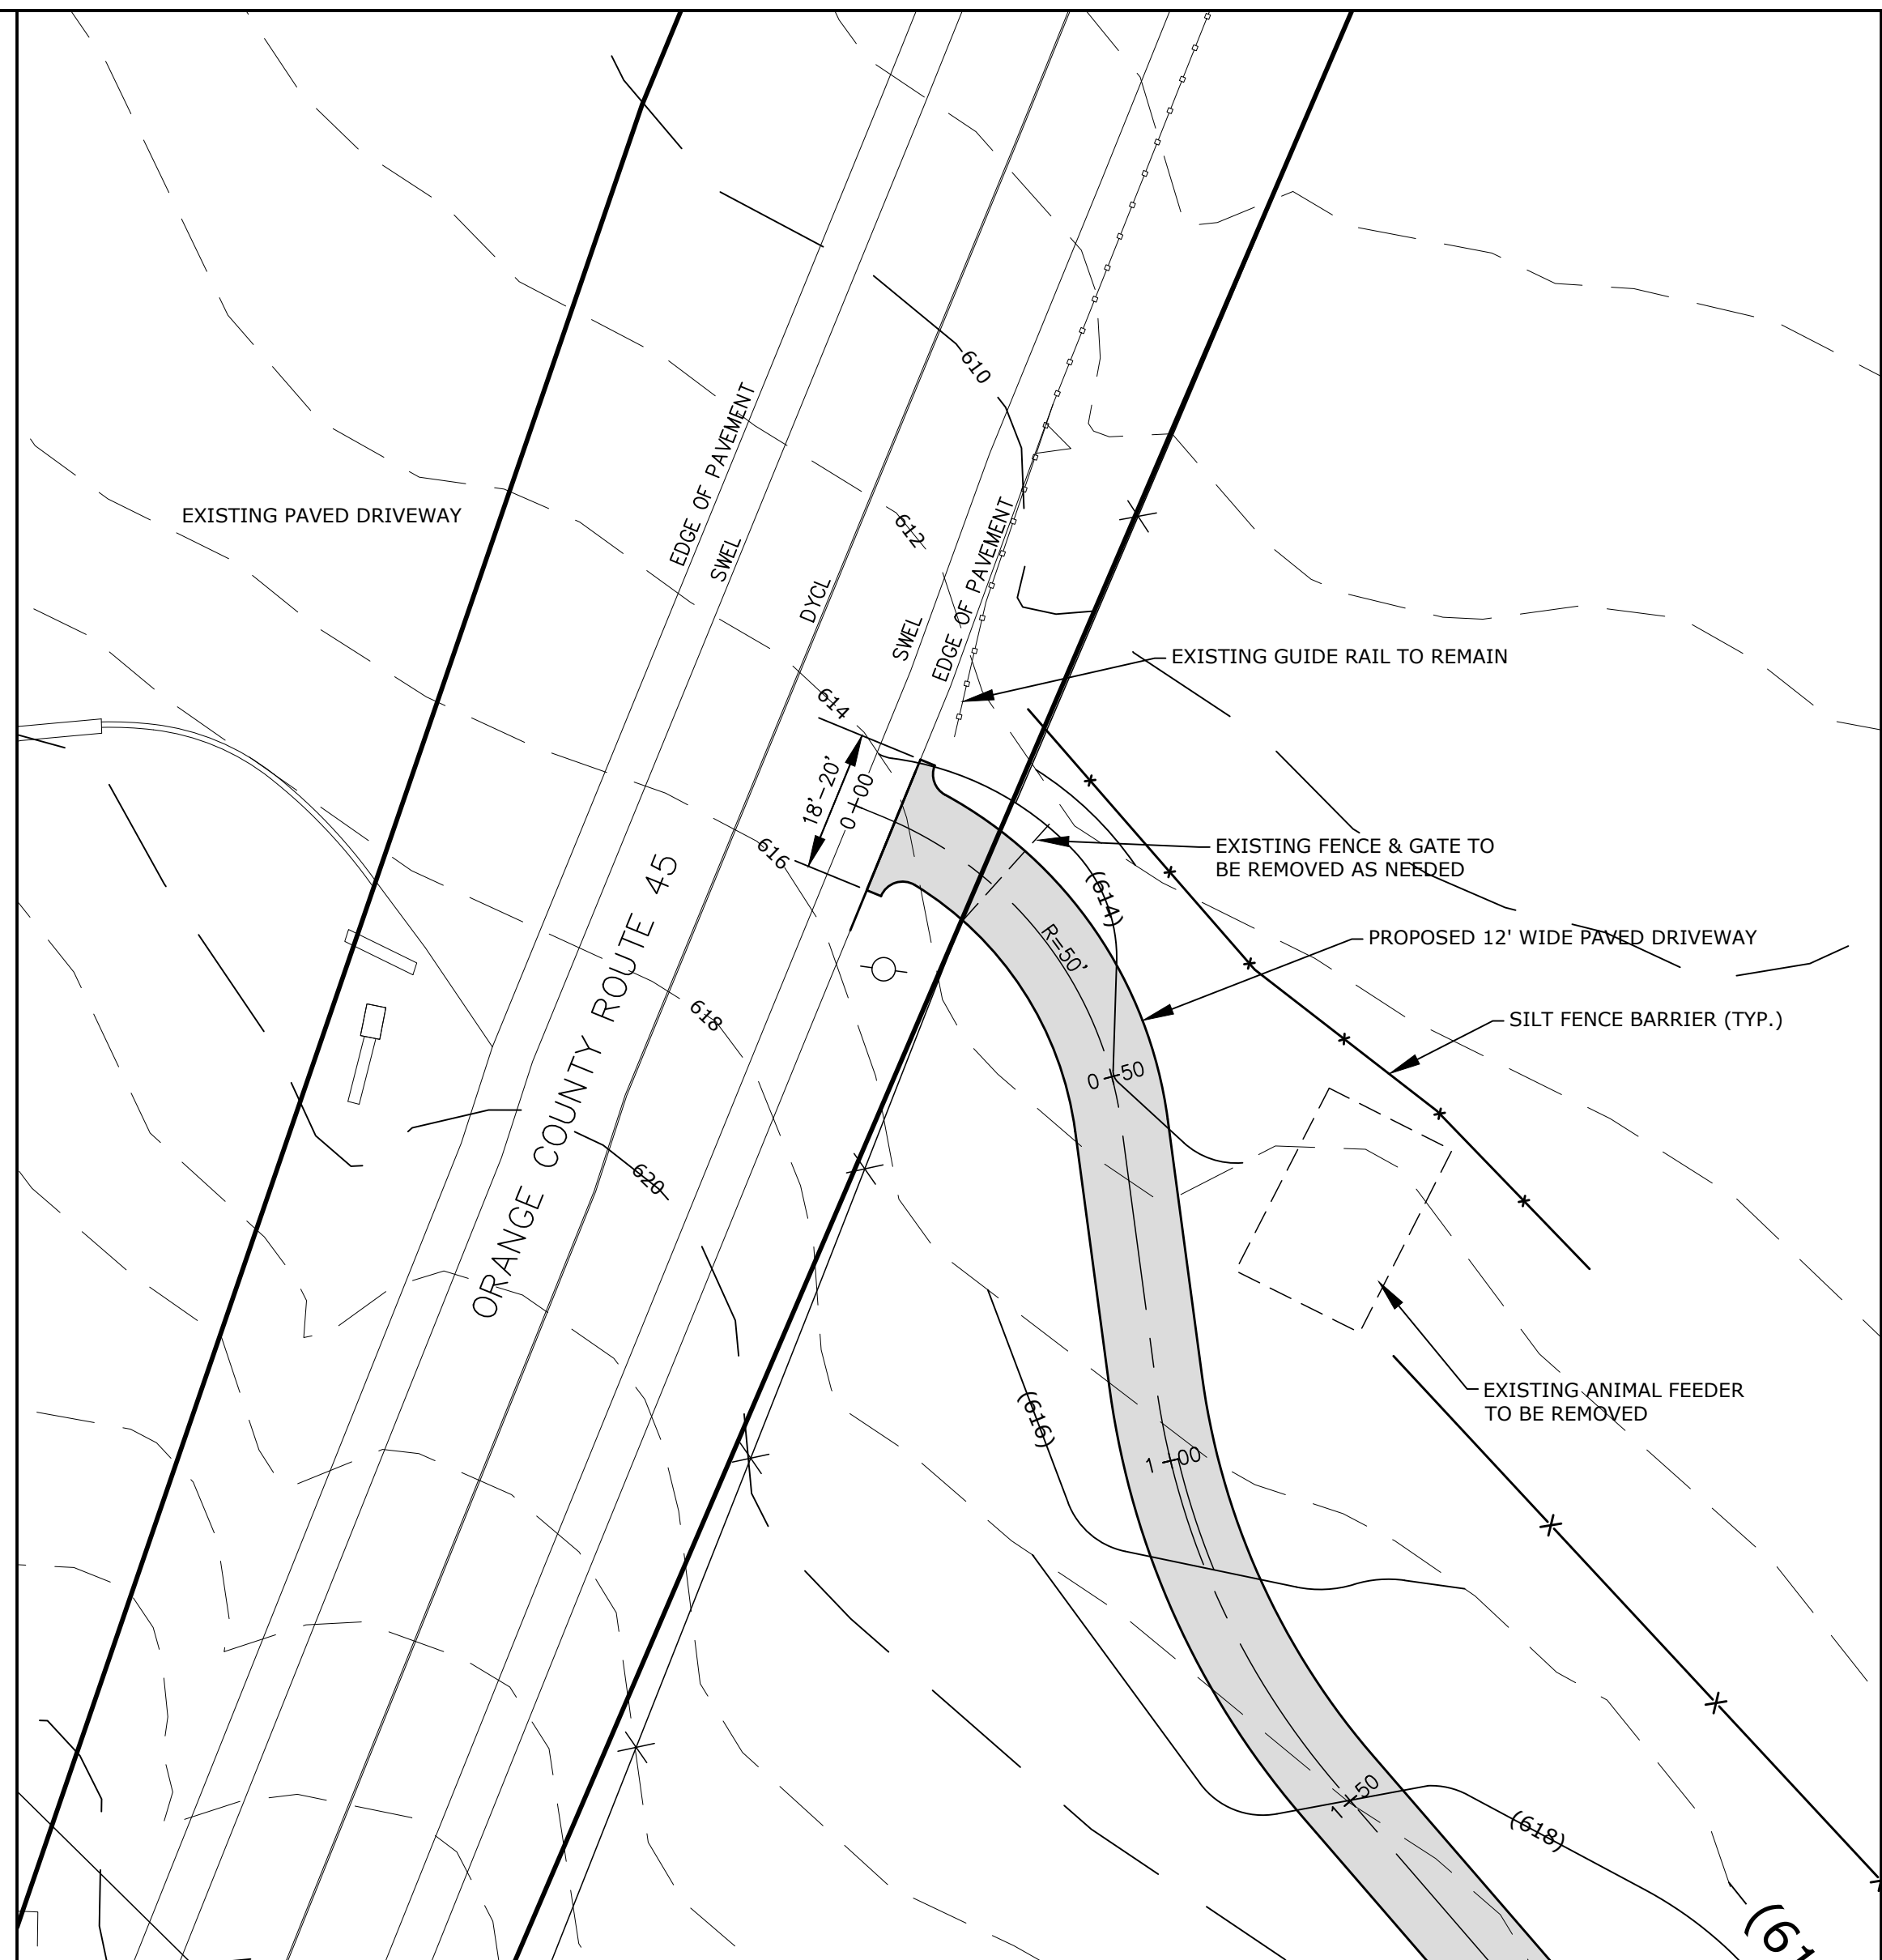 610
EDGE OF PAVEMENT
EXISTING PAVED DRIVEWAY
612
SWEL
EDGE OF PAVEMENT
DYCL
SWEL
EXISTING GUIDE RAIL TO REMAIN
614
18'-20'
0+00
616
EXISTING FENCE & GATE TO
BE REMOVED AS NEEDED
(614)
ORANGE COUNTY ROUTE 45
R=50'
PROPOSED 12' WIDE PAVED DRIVEWAY
618
SILT FENCE BARRIER (TYP.)
0+50
620
EXISTING ANIMAL FEEDER
TO BE REMOVED
(616)
1+00
1+50
(618)